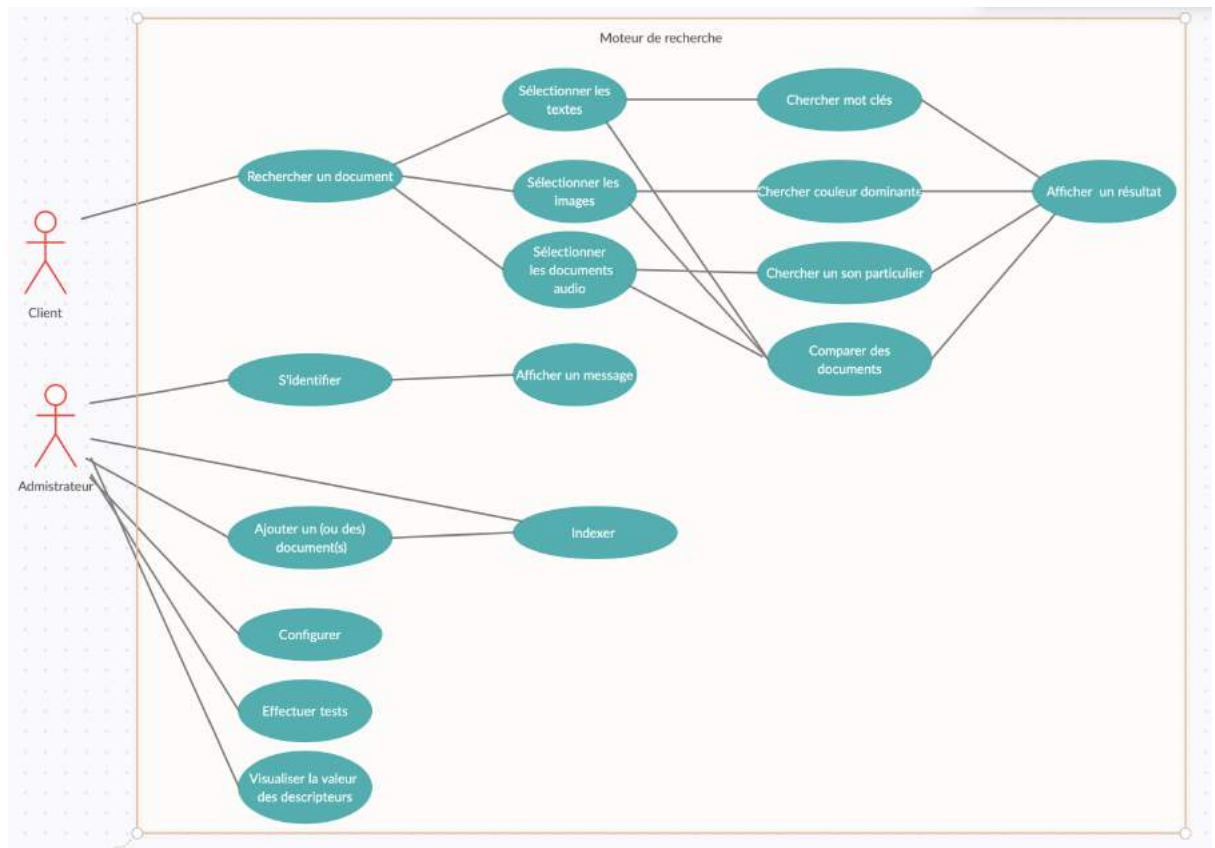 Moteur de recherche
Sélectionner les
textes
Chercher mot clés
Rechercher un document
Sélectionner les
images
Chercher couleur dominante
Afficher un résultat
Sélectionner
les documents
audio
Chercher un son particulier
Client
Comparer des
documents
S'identifier
Afficher un message
Admistrateur
Ajouter un (ou des)
document(s)
Indexer
Configurer
Effectuer tests
Visualiser la valeur
des descripteurs